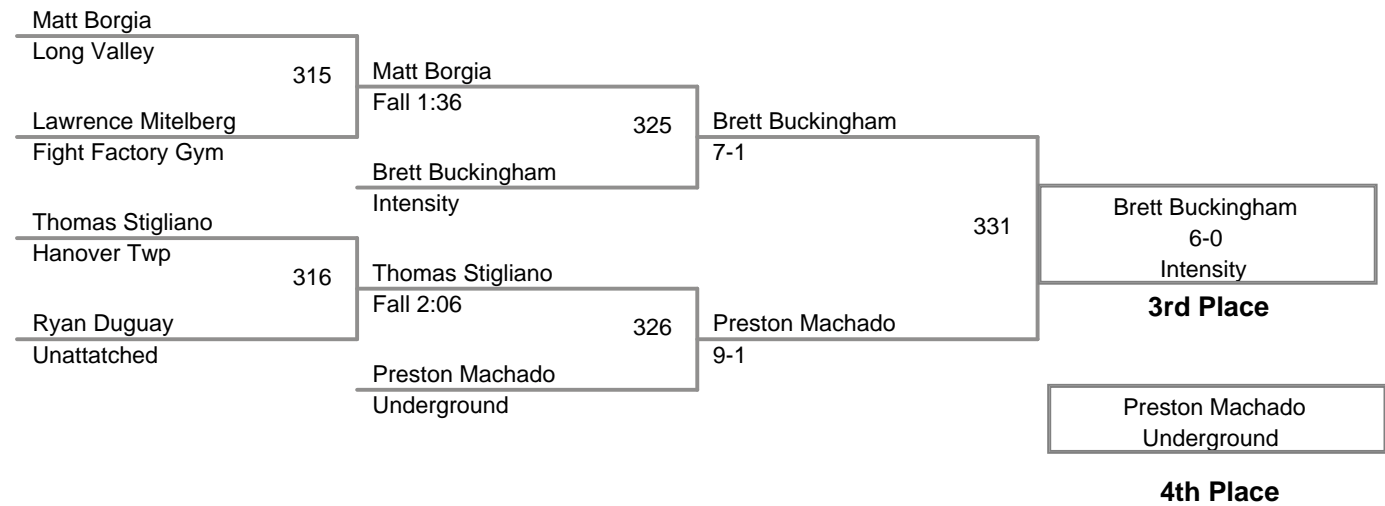 Matt Borgia
Long Valley
315
Lawrence Mitelberg
Fight Factory Gym
Thomas Stigliano
Hanover Twp
316
Ryan Duguay
Unattatched
Matt Borgia
Fall 1:36
325
Brett Buckingham
Intensity
Thomas Stigliano
Fall 2:06
326
Preston Machado
Underground
Brett Buckingham
7-1
331
Preston Machado
9-1
Brett Buckingham
6-0
Intensity
3rd Place
Preston Machado
Underground
4th Place